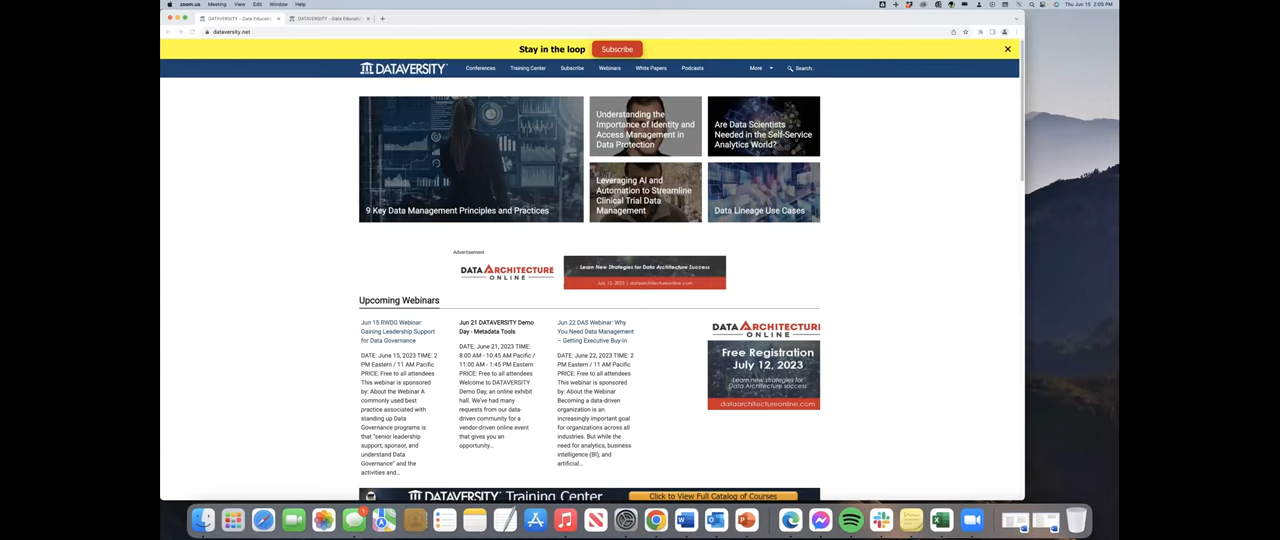 zoom.us Meeting View Edit Window Help
Thu Jun 15 2:05 PM
DATAVERSITY - Data Educatio
DATAVERSITY - Data Educatio
dataversity.net
Stay in the loop Subscribe
DATAVERSITY Conferences Training Center Subscribe Webinars White Papers Podcasts More Search..
9 Key Data Management Principles and Practices
Understanding the
Importance of Identity and
Access Management in
Data Protection
Are Data Scientists
Needed in the Self-Service
Analytics World?
Leveraging AI and
Automation to Streamline
Clinical Trial Data
Management
Data Lineage Use Cases
Advertisement
DATA ARCHITECTURE
ONLINE
Learn New Strategies for Data Architecture Success
July 12, 2023 | dataarchitectureonline.com
Upcoming Webinars
Jun 15 RWDG Webinar:
Gaining Leadership Support
for Data Governance
DATE: June 15, 2023 TIME: 2
PM Eastern / 11 AM Pacific
PRICE: Free to all attendees
This webinar is sponsored
by: About the Webinar A
commonly used best
practice associated with
standing up Data
Governance programs is
that "senior leadership
support, sponsor, and
understand Data
Governance" and the
activities and...
Jun 21 DATAVERSITY Demo
Day - Metadata Tools
DATE: June 21, 2023 TIME:
8:00 AM - 10:45 AM Pacific /
11:00 AM - 1:45 PM Eastern
PRICE: Free to all attendees
Welcome to DATAVERSITY
Demo Day, an online exhibit
hall. We've had many
requests from our data-
driven community for a
vendor-driven online event
that gives you an
opportunity...
Jun 22 DAS Webinar: Why
You Need Data Management
– Getting Executive Buy-In
DATE: June 22, 2023 TIME: 2
PM Eastern / 11 AM Pacific
PRICE: Free to all attendees
This webinar is sponsored
by: About the Webinar
Becoming a data-driven
organization is an
increasingly important goal
for organizations across all
industries. But while the
need for analytics, business
intelligence (BI), and
artificial...
DATA ARCHITECTURE
ONLINE
Free Registration
July 12, 2023
Learn new strategies for
Data Architecture success
dataarchitectureonline.com
DATAVERSITY Training Center Click to View Full Catalog of Courses